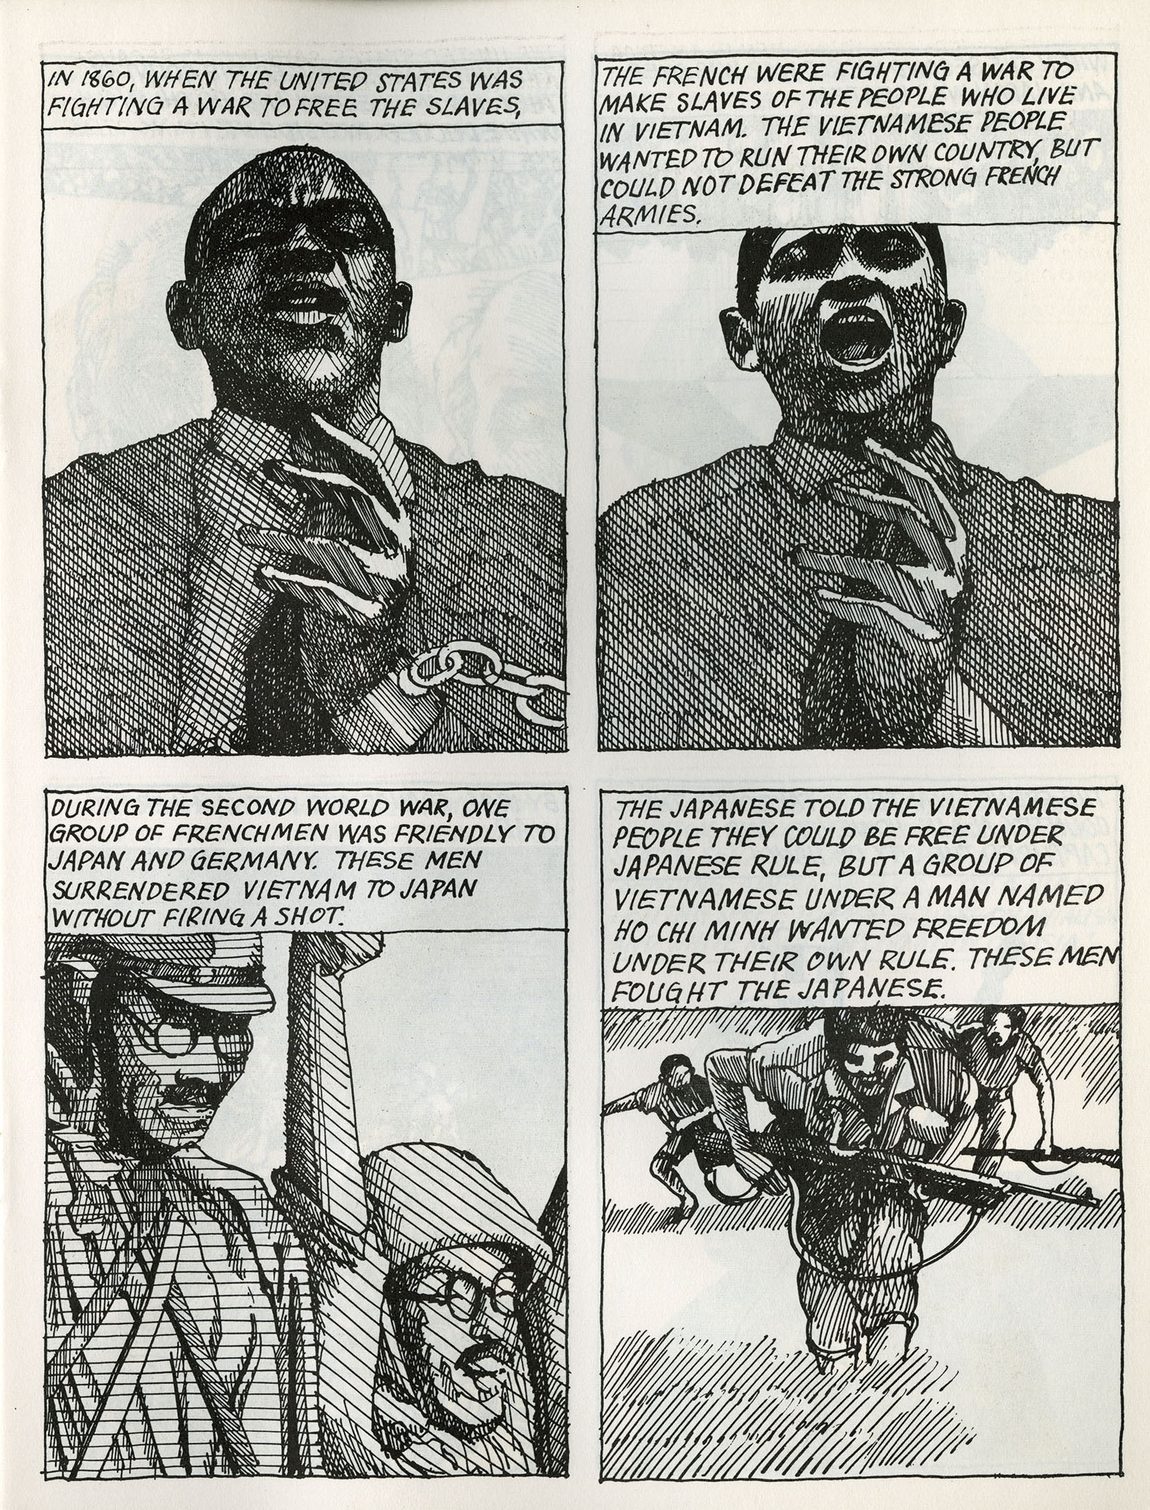 IN 1860, WHEN THE UNITED STATES WAS
FIGHTING A WAR TO FREE THE SLAVES,
THE FRENCH WERE FIGHTING A WAR TO
MAKE SLAVES OF THE PEOPLE WHO LIVE
IN VIETNAM. THE VIETNAMESE PEOPLE
WANTED TO RUN THEIR OWN COUNTRY, BUT
COULD NOT DEFEAT THE STRONG FRENCH
ARMIES.
DURING THE SECOND WORLD WAR, ONE
GROUP OF FRENCHMEN WAS FRIENDLY TO
JAPAN AND GERMANY. THESE MEN
SURRENDERED VIETNAM TO JAPAN
WITHOUT FIRING A SHOT.
THE JAPANESE TOLD THE VIETNAMESE
PEOPLE THEY COULD BE FREE UNDER
JAPANESE RULE, BUT A GROUP OF
VIETNAMESE UNDER A MAN NAMED
HO CHI MINH WANTED FREEDOM
UNDER THEIR OWN RULE. THESE MEN
FOUGHT THE JAPANESE.